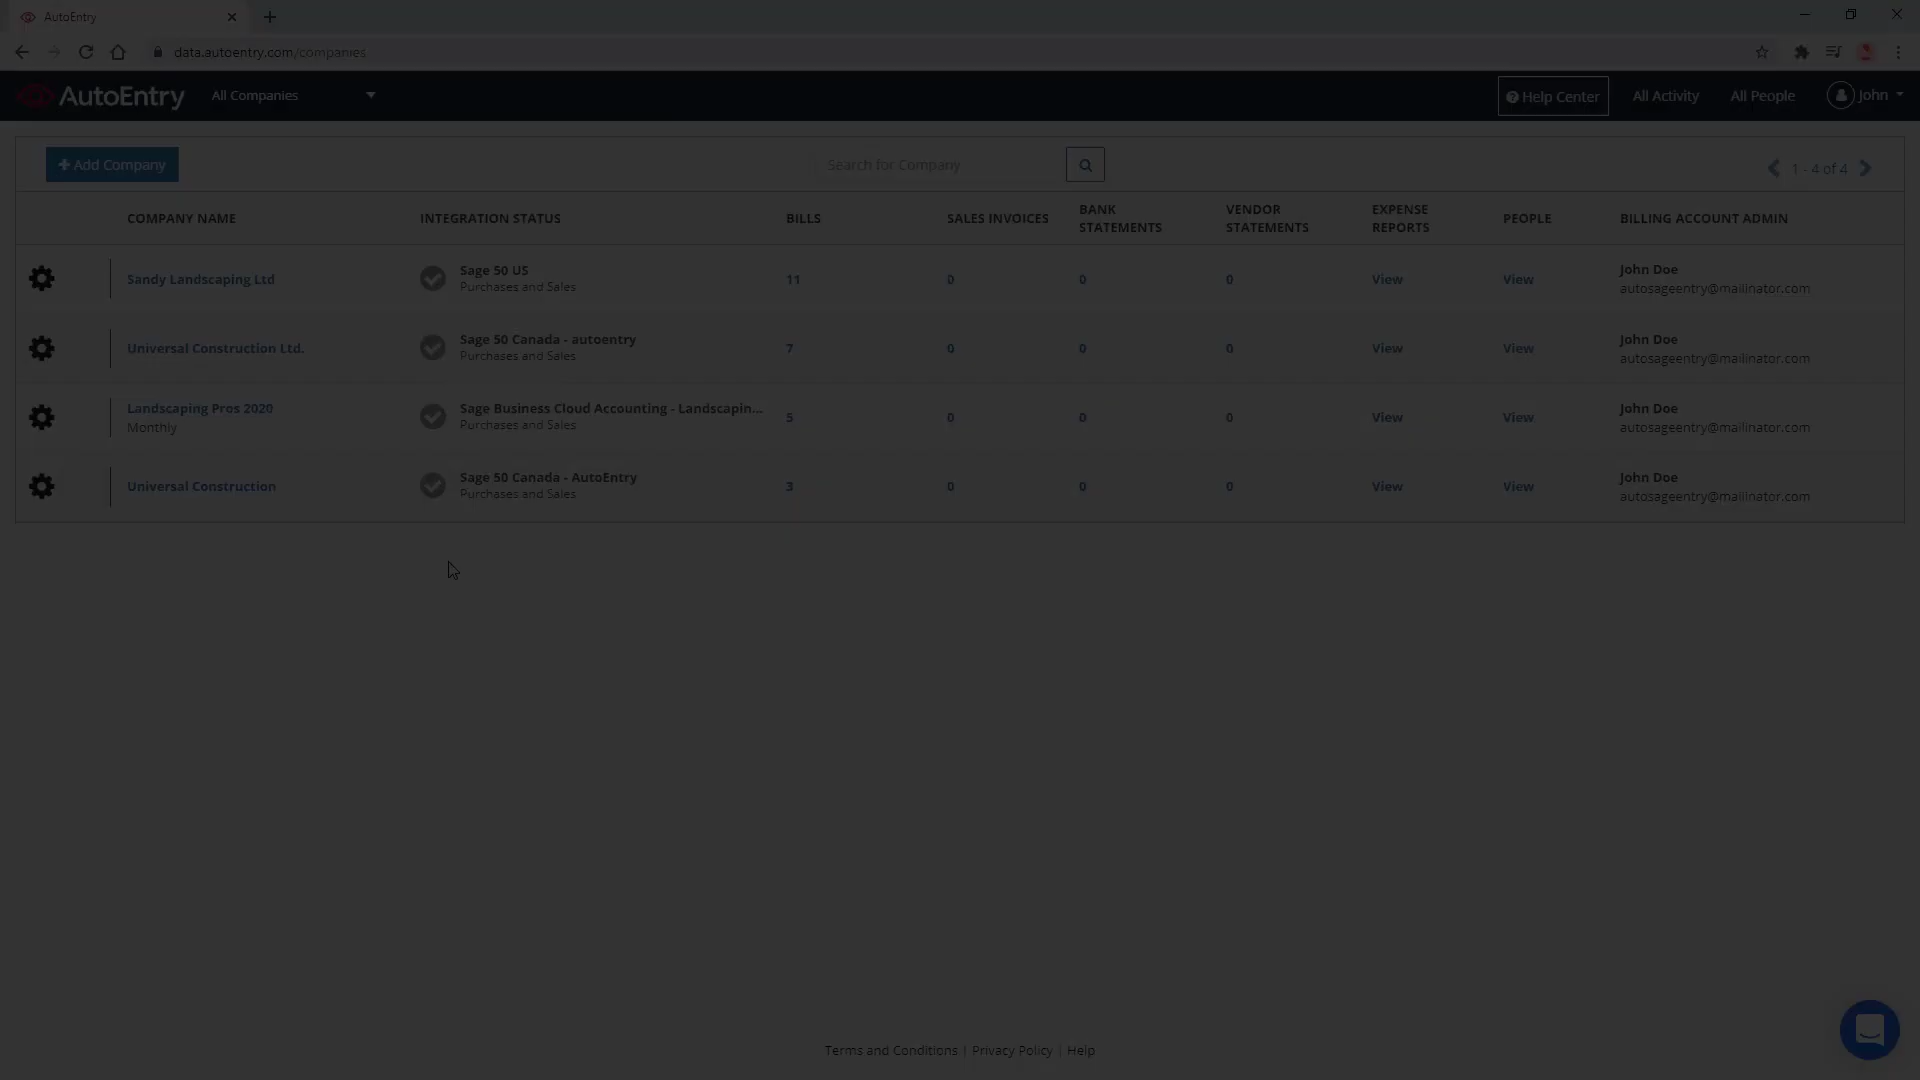 AutoEntry
data.autoentry.com/companies
AutoEntry
All Companies
Help Center
All Activity
All People
John
Add Company
Search for Company
1 - 4 of 4
COMPANY NAME
INTEGRATION STATUS
BILLS
SALES INVOICES
BANK STATEMENTS
VENDOR STATEMENTS
EXPENSE REPORTS
PEOPLE
BILLING ACCOUNT ADMIN
Sandy Landscaping Ltd
Sage 50 US
Purchases and Sales
11
0
0
0
View
View
John Doe
autosageentry@mailinator.com
Universal Construction Ltd.
Sage 50 Canada - autoentry
Purchases and Sales
7
0
0
0
View
View
John Doe
autosageentry@mailinator.com
Landscaping Pros 2020
Monthly
Sage Business Cloud Accounting - Landscapin...
Purchases and Sales
5
0
0
0
View
View
John Doe
autosageentry@mailinator.com
Universal Construction
Sage 50 Canada - AutoEntry
Purchases and Sales
3
0
0
0
View
View
John Doe
autosageentry@mailinator.com
Terms and Conditions | Privacy Policy | Help